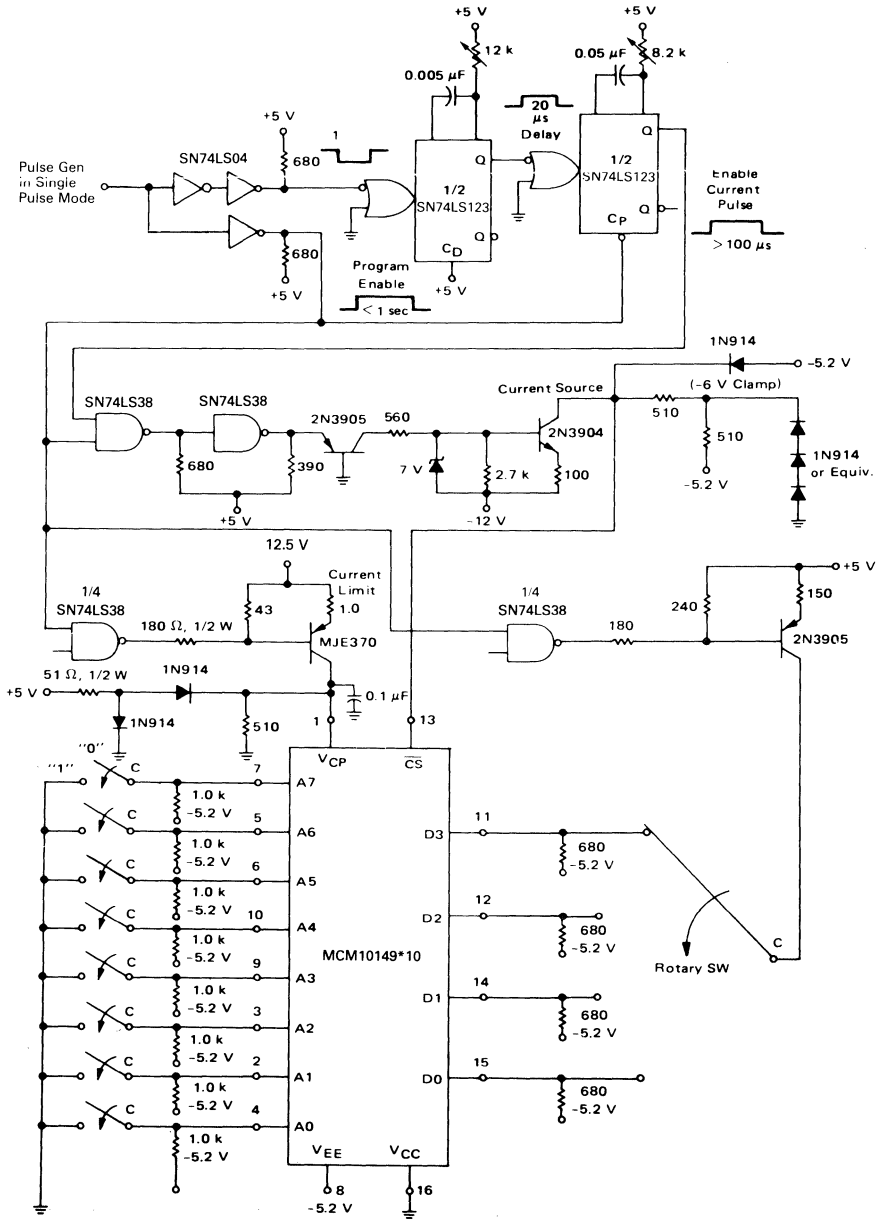 +5 V
+5 V
12 k
0.05 µF
8.2 k
0.005 µF
+5 V
1
20
µs
Delay
Pulse Gen
in Single
Pulse Mode
SN74LS04
680
Q
1/2
SN74LS123
Q
1/2
SN74LS123
Q
Enable
Current
Pulse
CP
Q
680
CD
> 100 µs
+5 V
Program
Enable
< 1 sec
+5 V
1N914
-5.2 V
(-6 V Clamp)
SN74LS38
SN74LS38
Current Source
2N3905
560
510
2N3904
510
680
390
7 V
2.7 k
100
1N914
or Equiv.
-5.2 V
+5 V
-12 V
12.5 V
1/4
SN74LS38
Current
Limit
1/4
SN74LS38
+5 V
43
1.0
240
150
180 Ω, 1/2 W
MJE370
180
2N3905
51 Ω, 1/2 W
1N914
+5 V
0.1 µF
1N914
510
1
13
"0"
"1"
C
7
A7
VCP
CS
1.0 k
-5.2 V
C
5
A6
11
D3
1.0 k
-5.2 V
680
-5.2 V
C
6
A5
1.0 k
-5.2 V
C
10
A4
12
D2
1.0 k
-5.2 V
680
-5.2 V
C
MCM10149*10
Rotary SW
C
9
A3
1.0 k
-5.2 V
14
D1
C
3
A2
680
-5.2 V
1.0 k
-5.2 V
C
2
A1
15
D0
1.0 k
-5.2 V
680
-5.2 V
C
4
A0
1.0 k
-5.2 V
VEE
VCC
8
-5.2 V
16